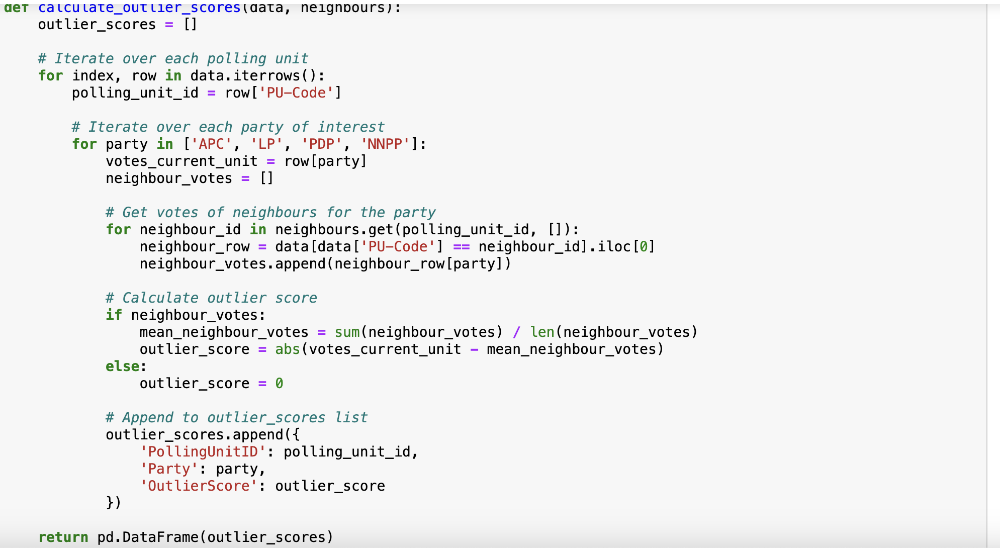 def calculate_outlier_scores(data, neighbours):
    outlier_scores = []

    # Iterate over each polling unit
    for index, row in data.iterrows():
        polling_unit_id = row['PU-Code']

        # Iterate over each party of interest
        for party in ['APC', 'LP', 'PDP', 'NNPP']:
            votes_current_unit = row[party]
            neighbour_votes = []

            # Get votes of neighbours for the party
            for neighbour_id in neighbours.get(polling_unit_id, []):
                neighbour_row = data[data['PU-Code'] == neighbour_id].iloc[0]
                neighbour_votes.append(neighbour_row[party])

            # Calculate outlier score
            if neighbour_votes:
                mean_neighbour_votes = sum(neighbour_votes) / len(neighbour_votes)
                outlier_score = abs(votes_current_unit - mean_neighbour_votes)
            else:
                outlier_score = 0

            # Append to outlier_scores list
            outlier_scores.append({
                'PollingUnitID': polling_unit_id,
                'Party': party,
                'OutlierScore': outlier_score
            })

    return pd.DataFrame(outlier_scores)